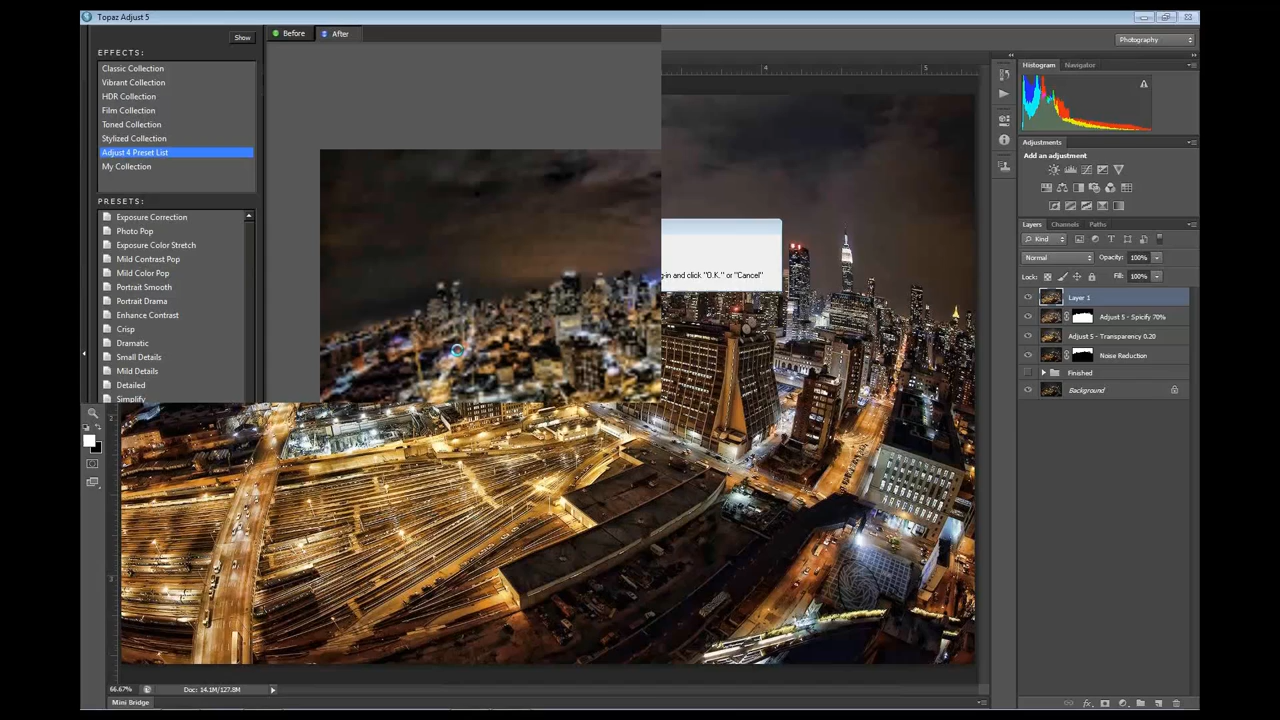 Topaz Adjust 5
Show
Before
After
Photography
EFFECTS:
Classic Collection
Vibrant Collection
HDR Collection
Film Collection
Toned Collection
Stylized Collection
Adjust 4 Preset List
My Collection
PRESETS:
Exposure Correction
Photo Pop
Exposure Color Stretch
Mild Contrast Pop
Mild Color Pop
Portrait Smooth
Portrait Drama
Enhance Contrast
Crisp
Dramatic
Small Details
Mild Details
Detailed
Simplify
4
5
g-in and click "O.K." or "Cancel"
Histogram
Navigator
Adjustments
Add an adjustment
Layers
Channels
Paths
Kind
Normal
Opacity:
100%
Lock:
Fill:
100%
Layer 1
Adjust 5 - Spicify 70%
Adjust 5 - Transparency 0.20
Noise Reduction
Finished
Background
2
3
66.67%
Doc: 14.1M/127.8M
Mini Bridge